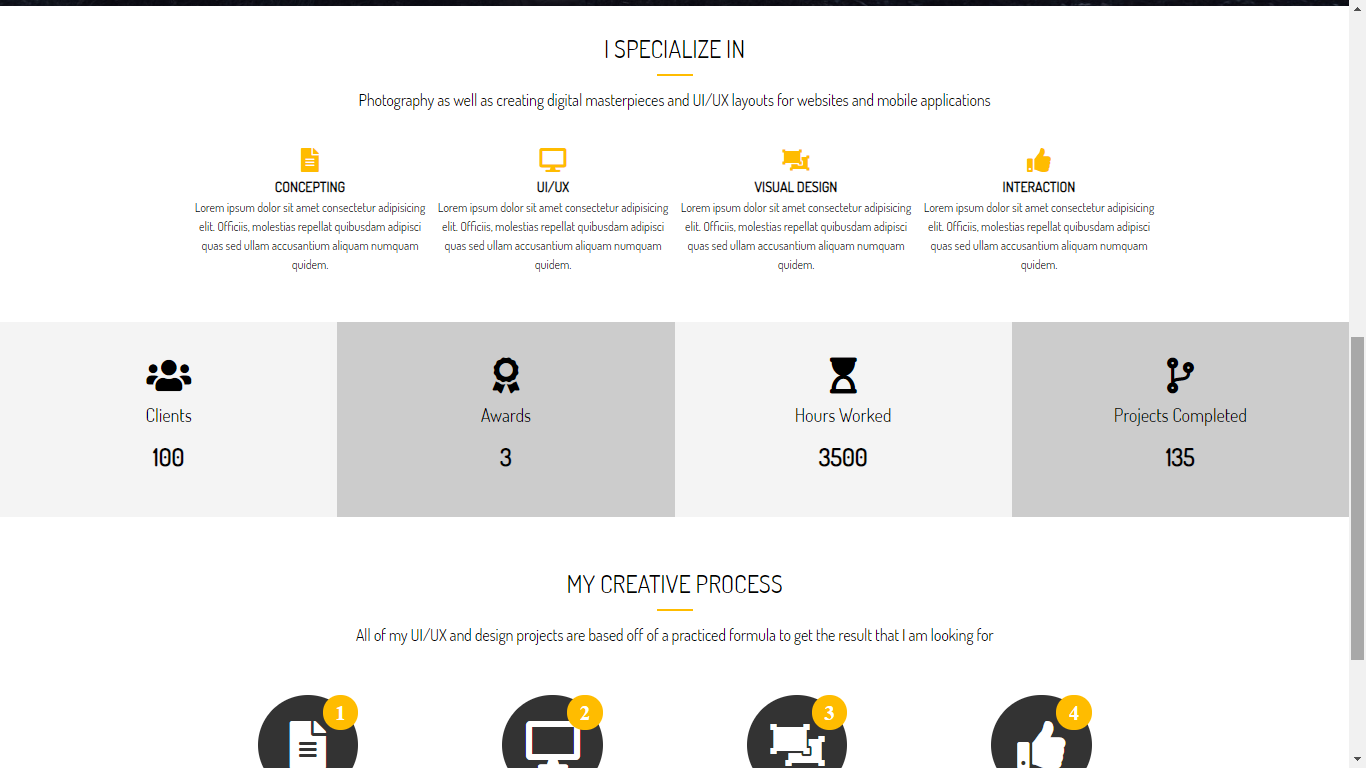 I SPECIALIZE IN
Photography as well as creating digital masterpieces and UI/UX layouts for websites and mobile applications
CONCEPTING
Lorem ipsum dolor sit amet consectetur adipisicing
elit. Officiis, molestias repellat quibusdam adipisci
quas sed ullam accusantium aliquam numquam
quidem.
UI/UX
Lorem ipsum dolor sit amet consectetur adipisicing
elit. Officiis, molestias repellat quibusdam adipisci
quas sed ullam accusantium aliquam numquam
quidem.
VISUAL DESIGN
Lorem ipsum dolor sit amet consectetur adipisicing
elit. Officiis, molestias repellat quibusdam adipisci
quas sed ullam accusantium aliquam numquam
quidem.
INTERACTION
Lorem ipsum dolor sit amet consectetur adipisicing
elit. Officiis, molestias repellat quibusdam adipisci
quas sed ullam accusantium aliquam numquam
quidem.
Clients
100
Awards
3
Hours Worked
3500
Projects Completed
135
MY CREATIVE PROCESS
All of my UI/UX and design projects are based off of a practiced formula to get the result that I am looking for
1
2
3
4